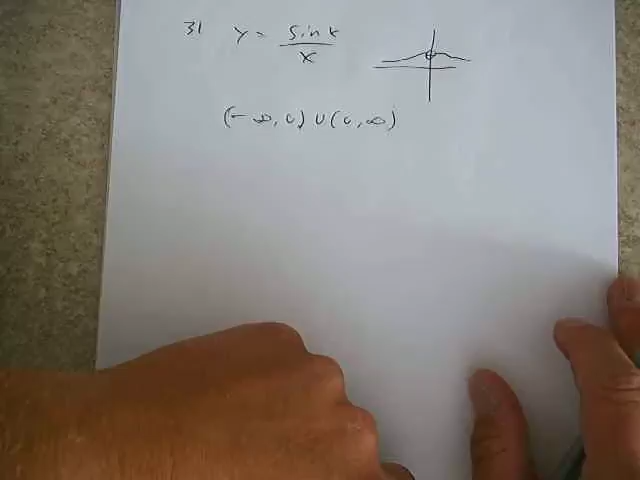 31 y = sin x / x
(-∞, 0) ∪ (0, ∞)